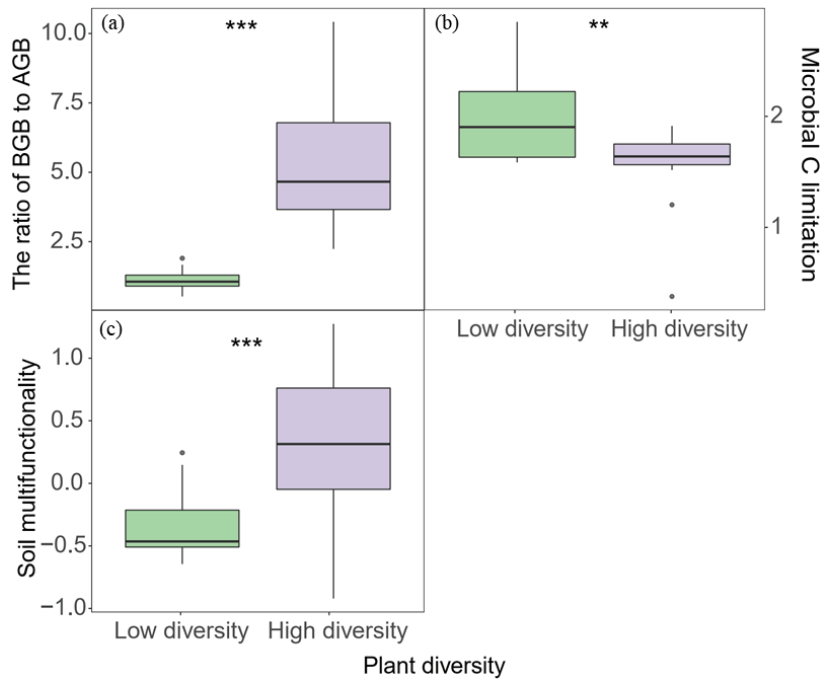 (a)
***
The ratio of BGB to AGB
10.0
7.5
5.0
2.5
(b)
**
Microbial C limitation
2
1
Low diversity
High diversity
(c)
***
Soil multifunctionality
1.0
0.5
0.0
−0.5
−1.0
Low diversity
High diversity
Plant diversity